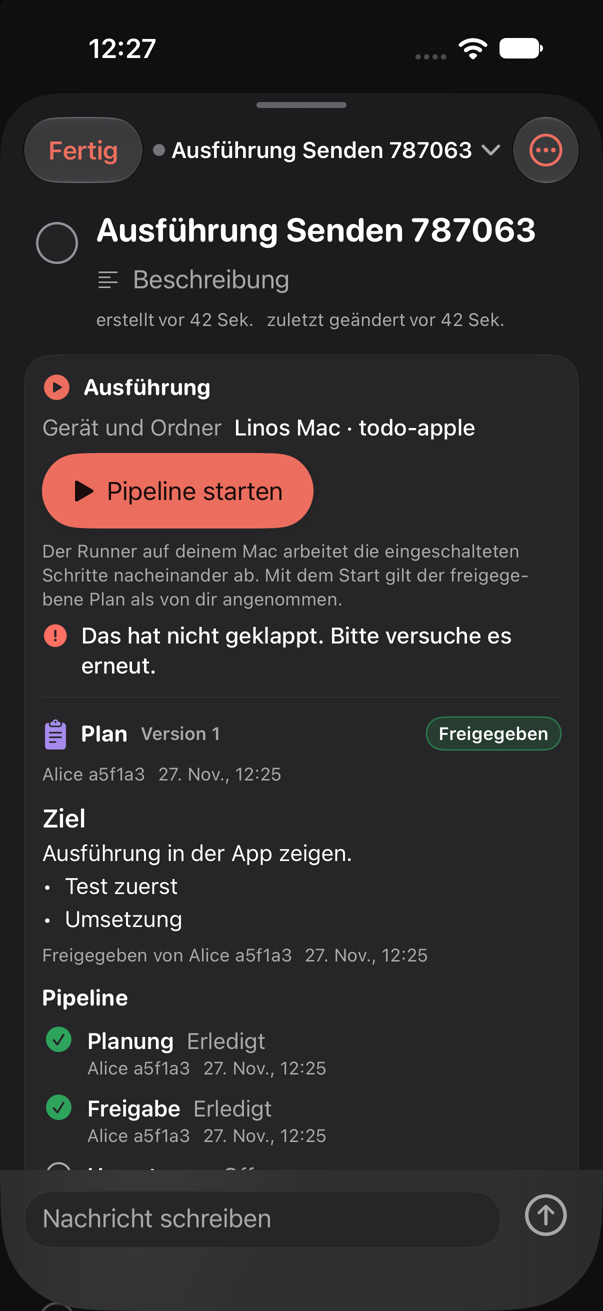 12:27
Fertig
Ausführung Senden 787063
Ausführung Senden 787063
Beschreibung
erstellt vor 42 Sek. zuletzt geändert vor 42 Sek.
Ausführung
Gerät und Ordner Linos Mac · todo-apple
Pipeline starten
Der Runner auf deinem Mac arbeitet die eingeschalteten
Schritte nacheinander ab. Mit dem Start gilt der freigege-
bene Plan als von dir angenommen.
Das hat nicht geklappt. Bitte versuche es
erneut.
Plan Version 1 Freigegeben
Alice a5f1a3 27. Nov., 12:25
Ziel
Ausführung in der App zeigen.
• Test zuerst
• Umsetzung
Freigegeben von Alice a5f1a3 27. Nov., 12:25
Pipeline
Planung Erledigt
Alice a5f1a3 27. Nov., 12:25
Freigabe Erledigt
Alice a5f1a3 27. Nov., 12:25
Nachricht schreiben